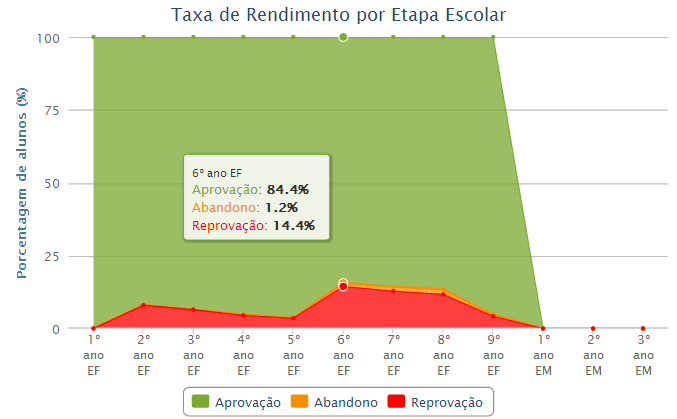 Taxa de Rendimento por Etapa Escolar
Porcentagem de alunos (%)
100
75
50
25
0
6º ano EF
Aprovação: 84.4%
Abandono: 1.2%
Reprovação: 14.4%
1° ano EF
2° ano EF
3° ano EF
4° ano EF
5° ano EF
6° ano EF
7° ano EF
8° ano EF
9° ano EF
1° ano EM
2° ano EM
3° ano EM
Aprovação Abandono Reprovação